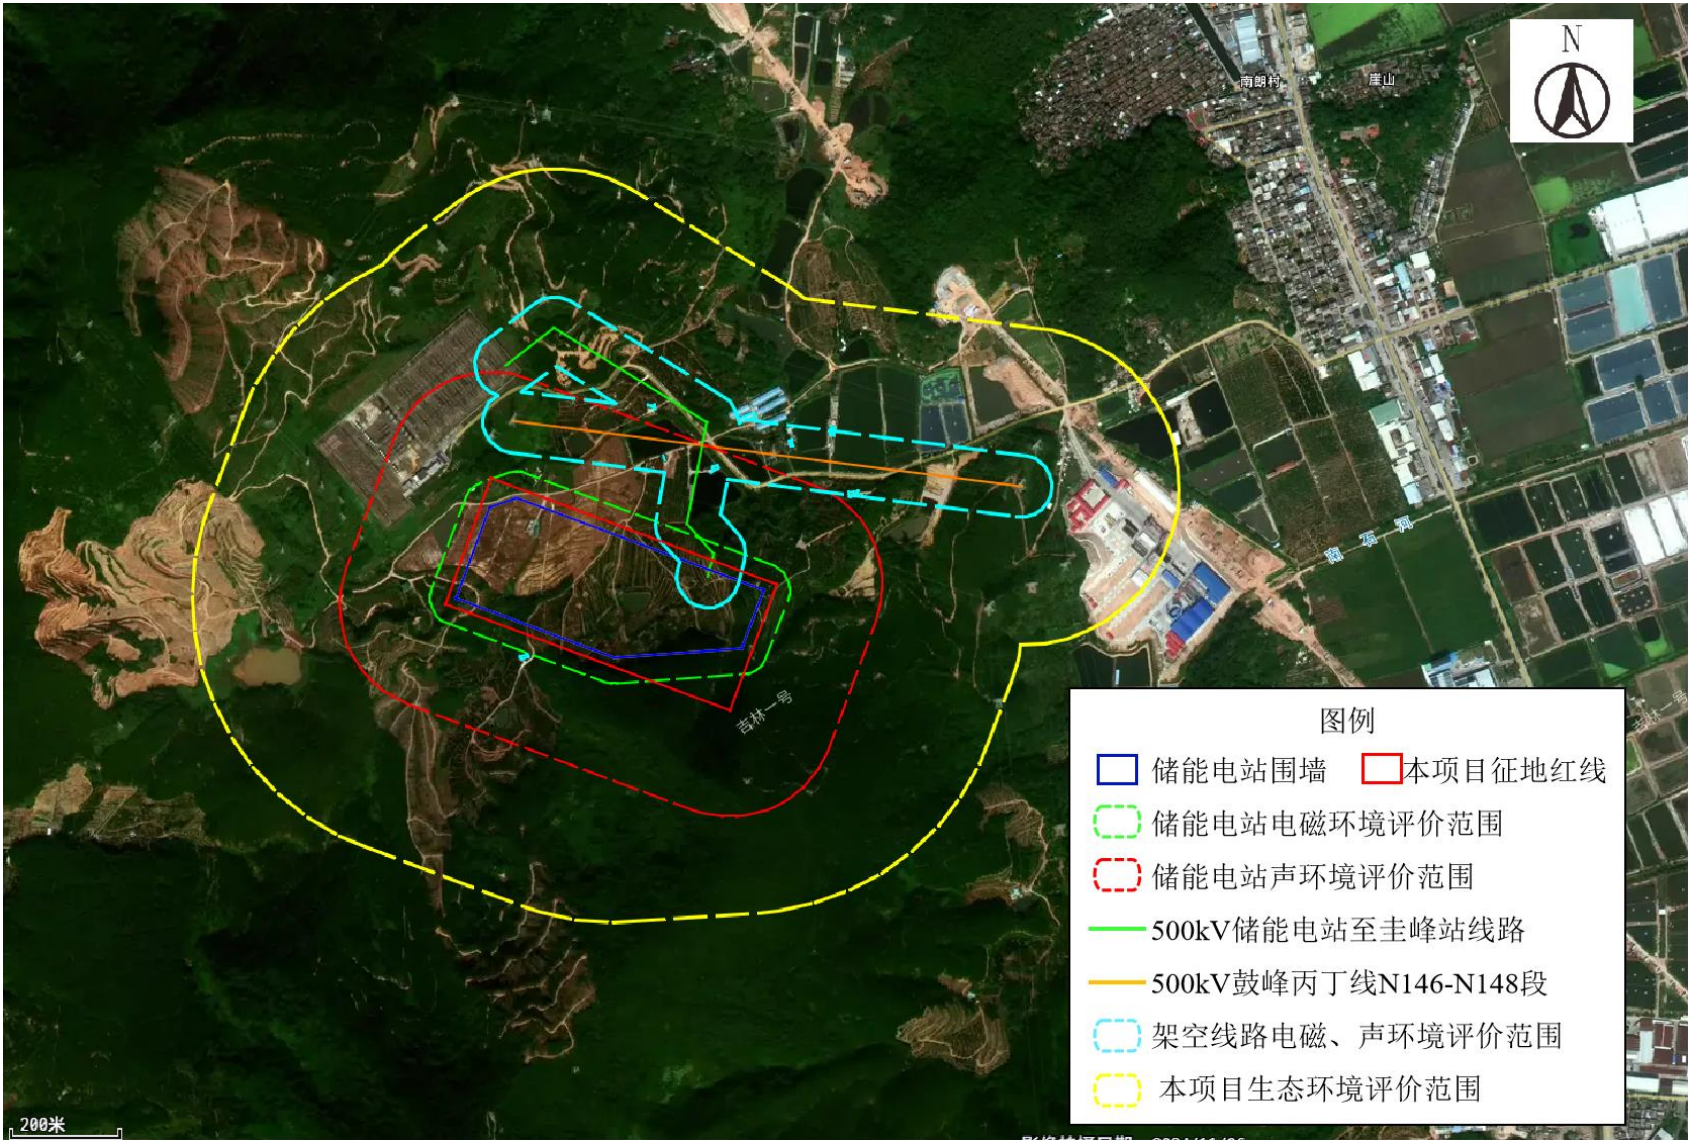 N
南朗村
崖山
南石河
吉林一号
吉林一号
图例
储能电站围墙
本项目征地红线
储能电站电磁环境评价范围
储能电站声环境评价范围
500kV储能电站至圭峰站线路
500kV鼓峰丙丁线N146-N148段
架空线路电磁、声环境评价范围
本项目生态环境评价范围
200米